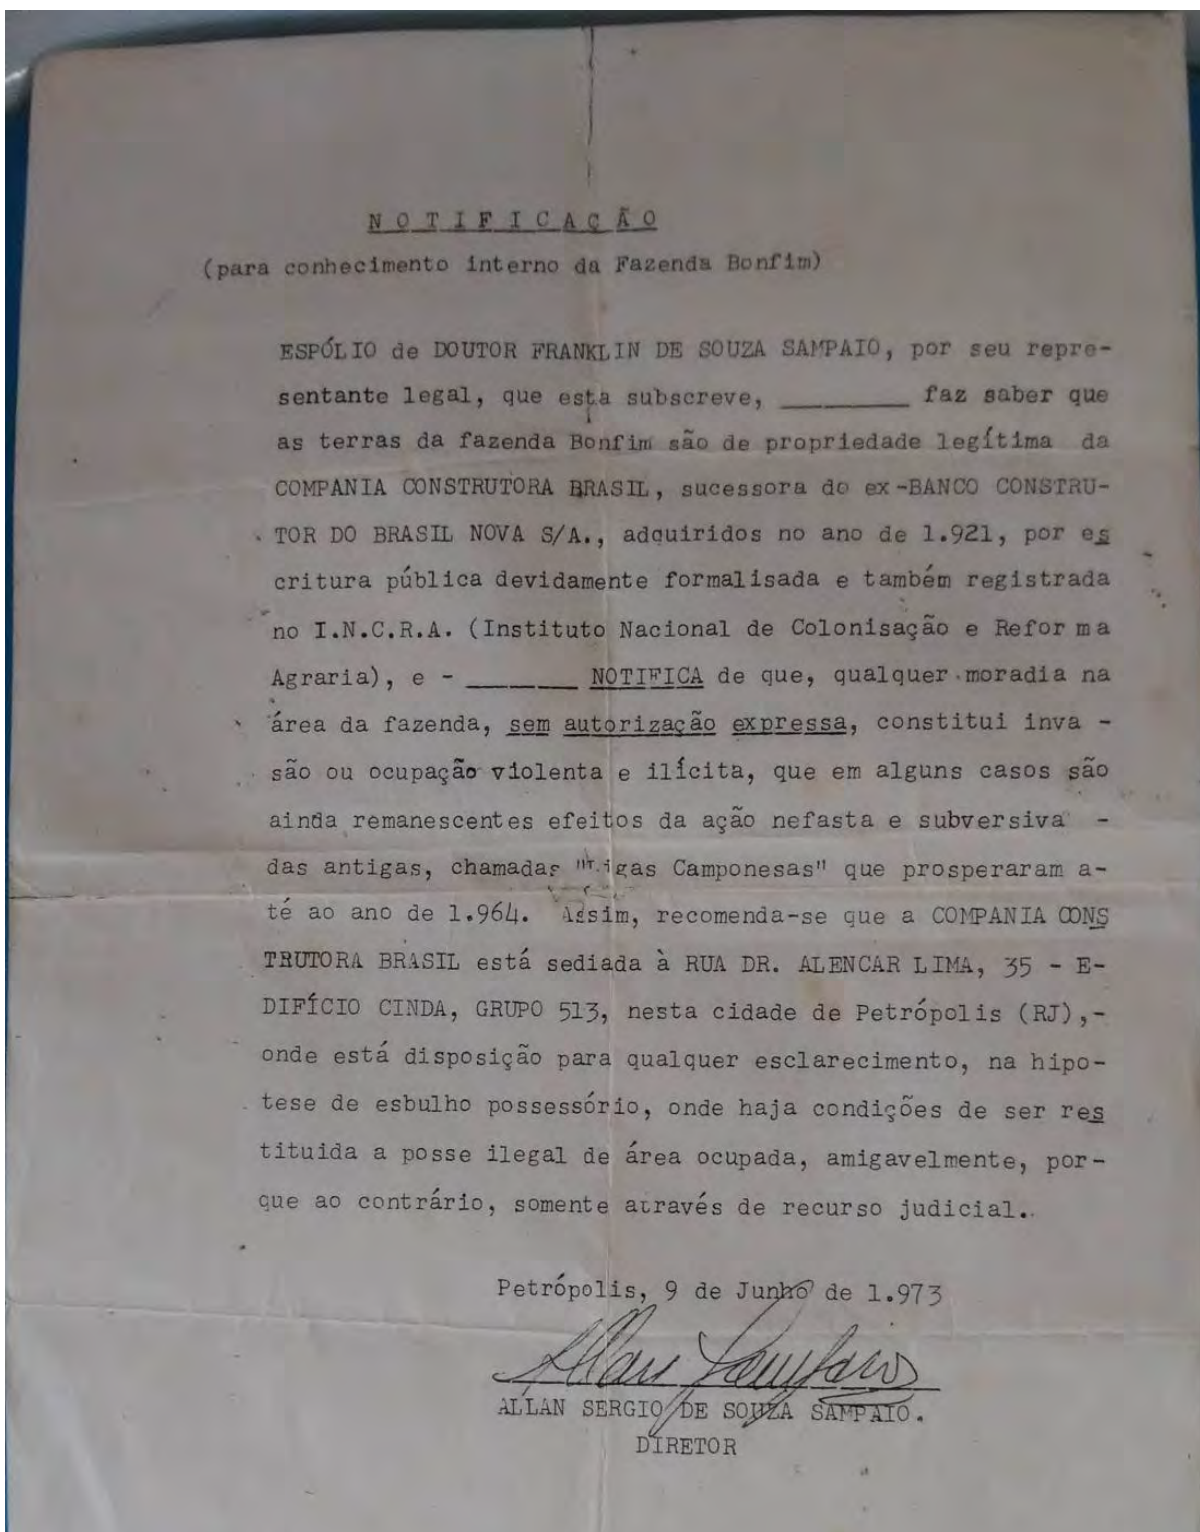 NOTIFICAÇÃO
(para conhecimento interno da Fazenda Bonfim)
ESPÓLIO de DOUTOR FRANKLIN DE SOUZA SAMPAIO, por seu repre-
sentante legal, que esta subscreve, ________ faz saber que
as terras da fazenda Bonfim são de propriedade legítima da
COMPANIA CONSTRUTORA BRASIL, sucessora do ex-BANCO CONSTRU-
TOR DO BRASIL NOVA S/A., adquiridos no ano de 1.921, por es
critura pública devidamente formalisada e também registrada
no I.N.C.R.A. (Instituto Nacional de Colonisação e Reforma
Agraria), e - _______ NOTIFICA de que, qualquer moradia na
área da fazenda, sem autorização expressa, constitui inva -
são ou ocupação violenta e ilícita, que em alguns casos são
ainda remanescentes efeitos da ação nefasta e subversiva -
das antigas, chamadas "Ligas Camponesas" que prosperaram a-
té ao ano de 1.964. Assim, recomenda-se que a COMPANIA CONS
TRUTORA BRASIL está sediada à RUA DR. ALENCAR LIMA, 35 - E-
DIFÍCIO CINDA, GRUPO 513, nesta cidade de Petrópolis (RJ),-
onde está disposição para qualquer esclarecimento, na hipo-
tese de esbulho possessório, onde haja condições de ser res
tituida a posse ilegal de área ocupada, amigavelmente, por-
que ao contrário, somente através de recurso judicial.
Petrópolis, 9 de Junho de 1.973
Allan Sampaio
ALLAN SERGIO DE SOUZA SAMPAIO.
DIRETOR